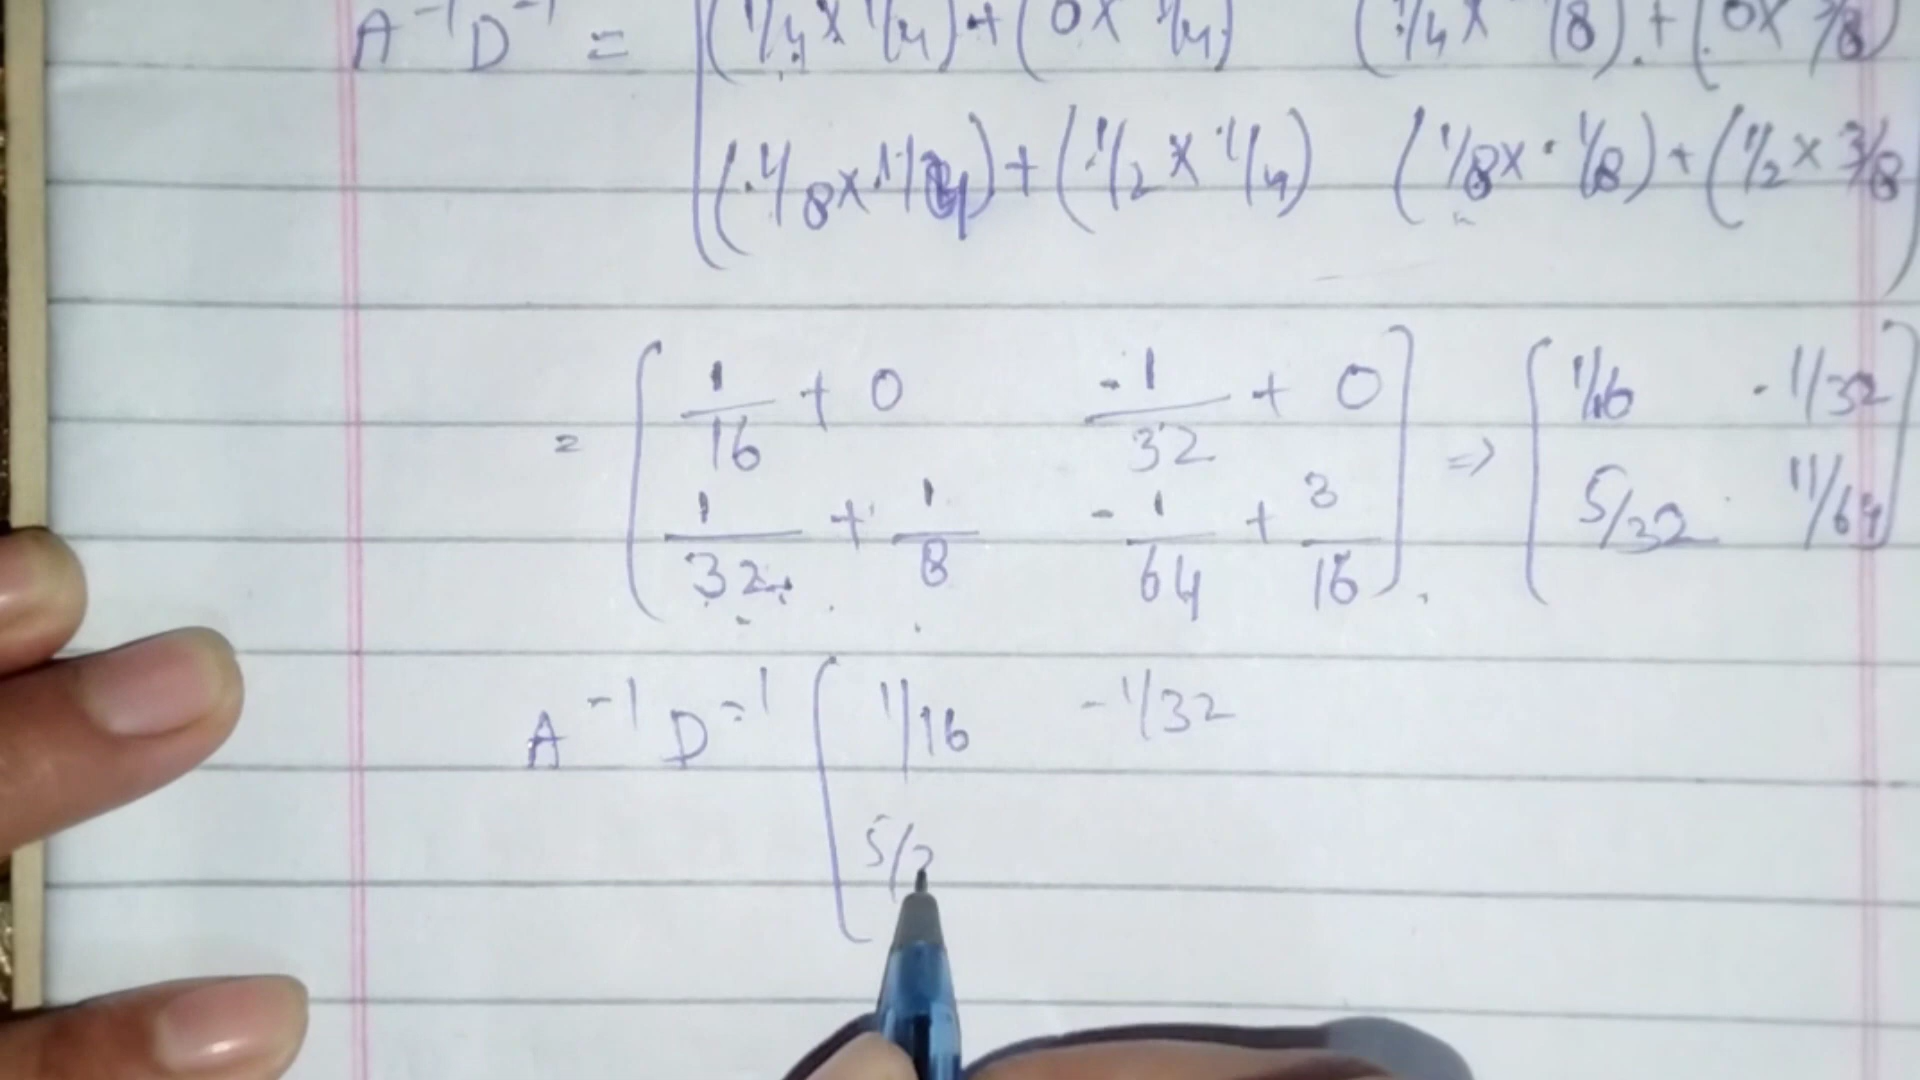 A⁻¹D⁻¹ = [(1/4 × 1/4) + (0 × 1/4) (1/4 × -1/8) + (0 × 3/8)
(1/8 × 1/4) + (1/2 × 1/4) (1/8 × -1/8) + (1/2 × 3/8)]
= [1/16 + 0 -1/32 + 0] => [1/16 -1/32]
[1/32 + 1/8 -1/64 + 3/16] [5/32 11/64]
A⁻¹D⁻¹ [1/16 -1/32
5/3